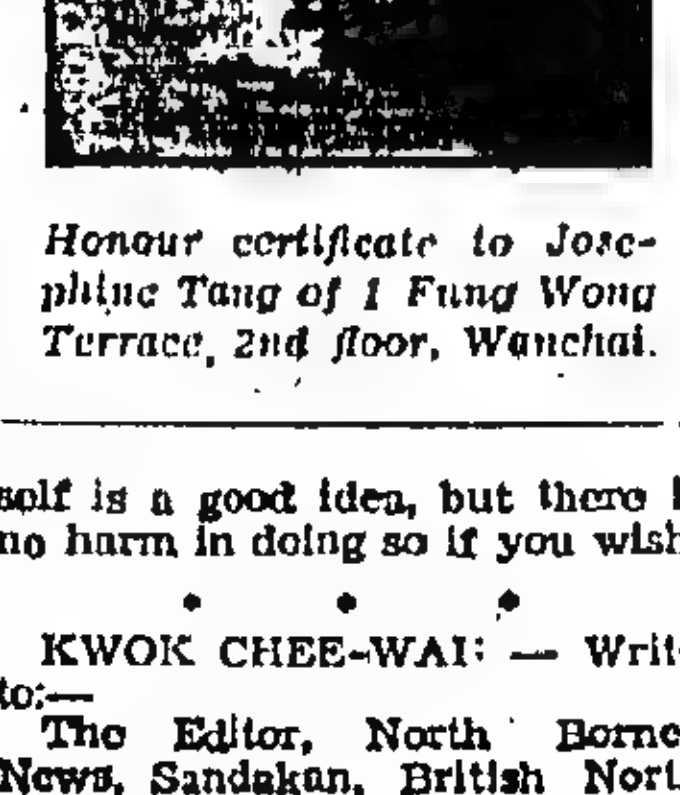 Honour certificate to Jose-
phine Tang of 1 Fung Wong
Terrace, 2nd floor, Wanchai.
self is a good idea, but there
no harm in doing so if you wish
KWOK CHEE-WAI: — Writ-
to:—
The Editor, North Borne
News, Sandakan, British Nort